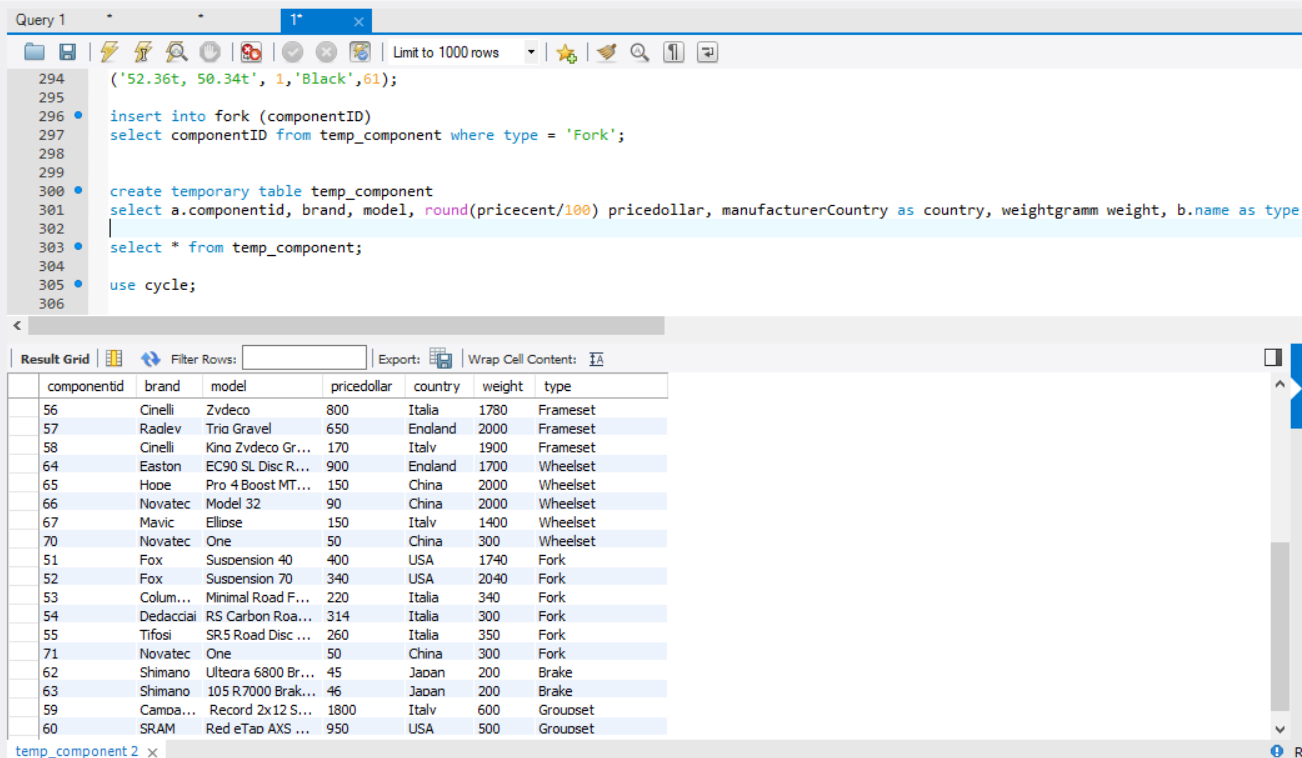 Query 1 * * 1* ×
Limit to 1000 rows
294 ('52.36t, 50.34t', 1,'Black',61);
295
296 insert into fork (componentID)
297 select componentID from temp_component where type = 'Fork';
298
299
300 create temporary table temp_component
301 select a.componentid, brand, model, round(pricecent/100) pricedollar, manufacturerCountry as country, weightgramm weight, b.name as type
302
303 select * from temp_component;
304
305 use cycle;
306
Result Grid Filter Rows: Export: Wrap Cell Content: IA
componentid brand model pricedollar country weight type
56 Cinelli Zydeco 800 Italia 1780 Frameset
57 Ragley Trig Gravel 650 England 2000 Frameset
58 Cinelli King Zydeco Gr... 170 Italy 1900 Frameset
64 Easton EC90 SL Disc R... 900 England 1700 Wheelset
65 Hope Pro 4 Boost MT... 150 China 2000 Wheelset
66 Novatec Model 32 90 China 2000 Wheelset
67 Mavic Ellipse 150 Italy 1400 Wheelset
70 Novatec One 50 China 300 Wheelset
51 Fox Suspension 40 400 USA 1740 Fork
52 Fox Suspension 70 340 USA 2040 Fork
53 Colum... Minimal Road F... 220 Italia 340 Fork
54 Dedacciai RS Carbon Roa... 314 Italia 300 Fork
55 Tifosi SR5 Road Disc ... 260 Italia 350 Fork
71 Novatec One 50 China 300 Fork
62 Shimano Ultegra 6800 Br... 45 Japan 200 Brake
63 Shimano 105 R7000 Brak... 46 Japan 200 Brake
59 Campa... Record 2x12 S... 1800 Italy 600 Groupset
60 SRAM Red eTap AXS ... 950 USA 500 Groupset
temp_component 2 × R